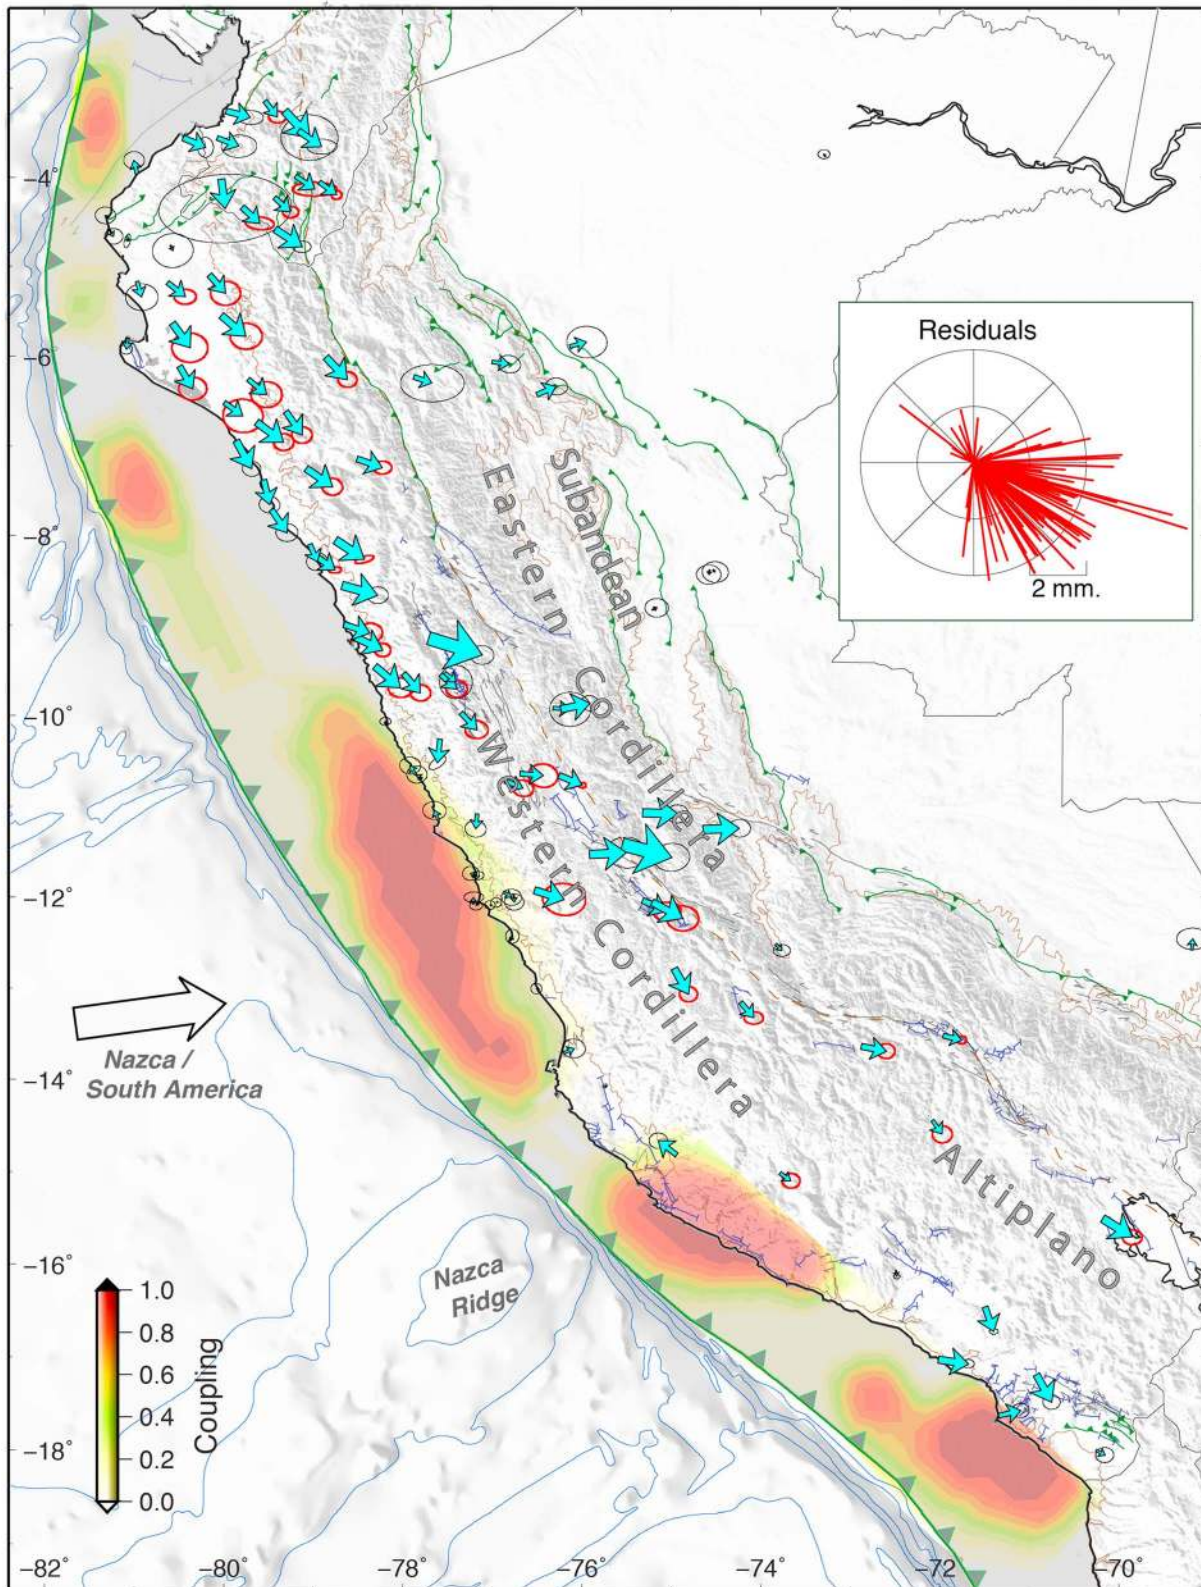 −4°
−6°
−8°
−10°
−12°
−14°
−16°
−18°
Residuals
2 mm.
Subandean
Eastern Cordillera
Western Cordillera
Nazca /
South America
Altiplano
Nazca
Ridge
1.0
0.8
0.6
0.4
0.2
0.0
Coupling
−82° −80° −78° −76° −74° −72° −70°